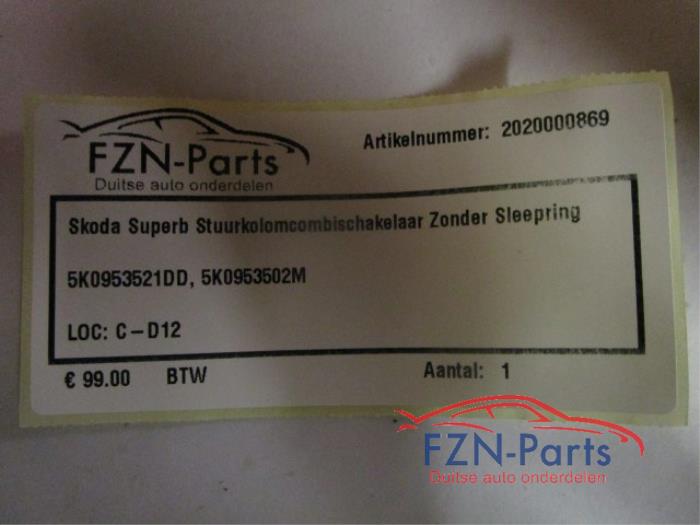 FZN-Parts
Duitse auto onderdelen
Artikelnummer: 2020000869
Skoda Superb Stuurkolomcombischakelaar Zonder Sleepring
5K0953521DD, 5K0953502M
LOC: C-D12
€ 99.00 BTW Aantal: 1
FZN-Parts
Duitse auto onderdelen